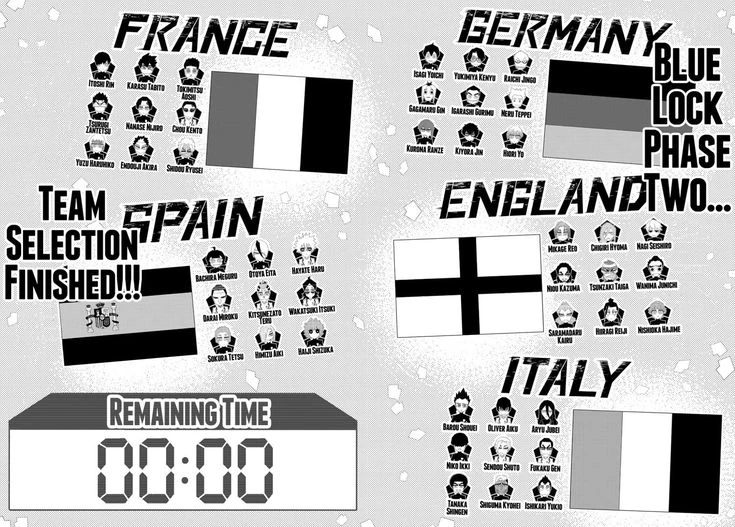 FRANCE
ITOSHI RIN
KARASU TABITO
TOKIMITSU AOSHI
TSURUGI ZANTETSU
NANASE NIJIRO
CHOU KENTO
YUZU HARUHIKO
ENDOUJI AKIRA
SHIDOU RYUSEI
TEAM
SELECTION
FINISHED!!!
SPAIN
BACHIRA MEGURU
OTOYA EITA
HAYATE HARU
DARAI MIROKU
KITSUNEZATO TERU
WAKATSUKI ITSUKI
SOKURA TETSU
HIMIZU AIKI
HAIJI SHIZUKA
REMAINING TIME
00:00
GERMANY
ISAGI YOICHI
YUKIMIYA KENYU
RAICHI JINGO
GAGAMARU GIN
IGARASHI GURIMU
NERU TEPPEI
KURONA RANZE
KIYORA JIN
HIORI YO
BLUE
LOCK
PHASE
TWO...
ENGLAND
MIKAGE REO
CHIGIRI HYOMA
NAGI SEISHIRO
NIOU KAZUMA
TSUNZAKI TAIGA
WANIMA JUNICHI
SARAMADARU KAIRU
HIIRAGI REIJI
NISHIOKA HAJIME
ITALY
BAROU SHOUEI
OLIVER AIKU
ARYU JUBEI
NIKO IKKI
SENDOU SHUTO
FUKAKU GEN
TANAKA SHINGEN
SHIGUMA KYOHEI
ISHIKARI YUKIO